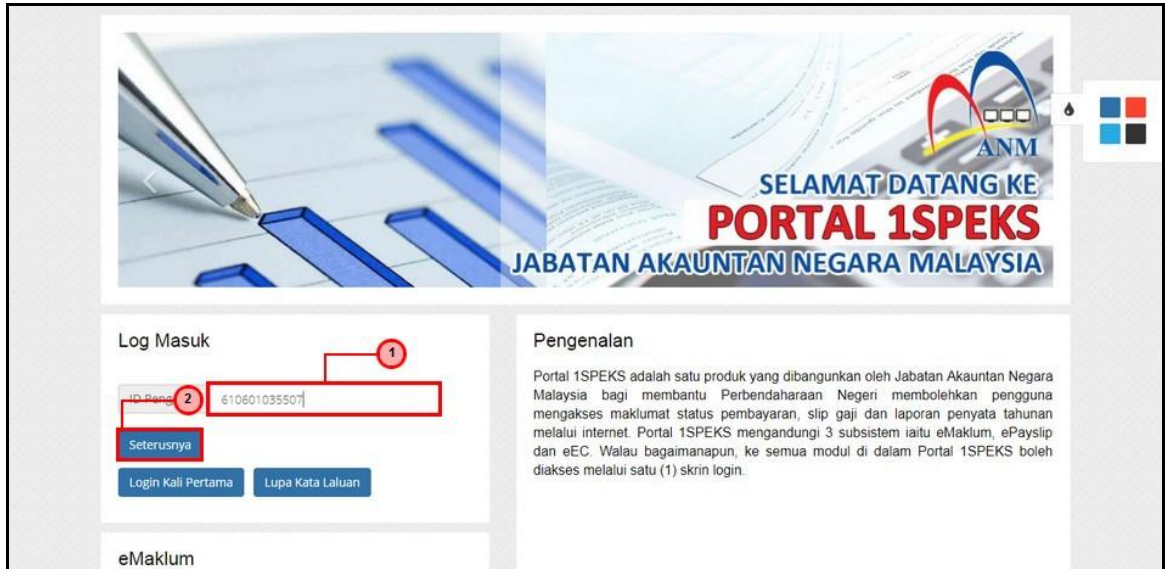 ANM
SELAMAT DATANG KE
PORTAL 1SPEKS
JABATAN AKAUNTAN NEGARA MALAYSIA
Log Masuk
1
ID Peng
2
610601035507
Seterusnya
Login Kali Pertama
Lupa Kata Laluan
eMaklum
Pengenalan
Portal 1SPEKS adalah satu produk yang dibangunkan oleh Jabatan Akauntan Negara
Malaysia bagi membantu Perbendaharaan Negeri membolehkan pengguna
mengakses maklumat status pembayaran, slip gaji dan laporan penyata tahunan
melalui internet. Portal 1SPEKS mengandungi 3 subsistem iaitu eMaklum, ePayslip
dan eEC. Walau bagaimanapun, ke semua modul di dalam Portal 1SPEKS boleh
diakses melalui satu (1) skrin login.